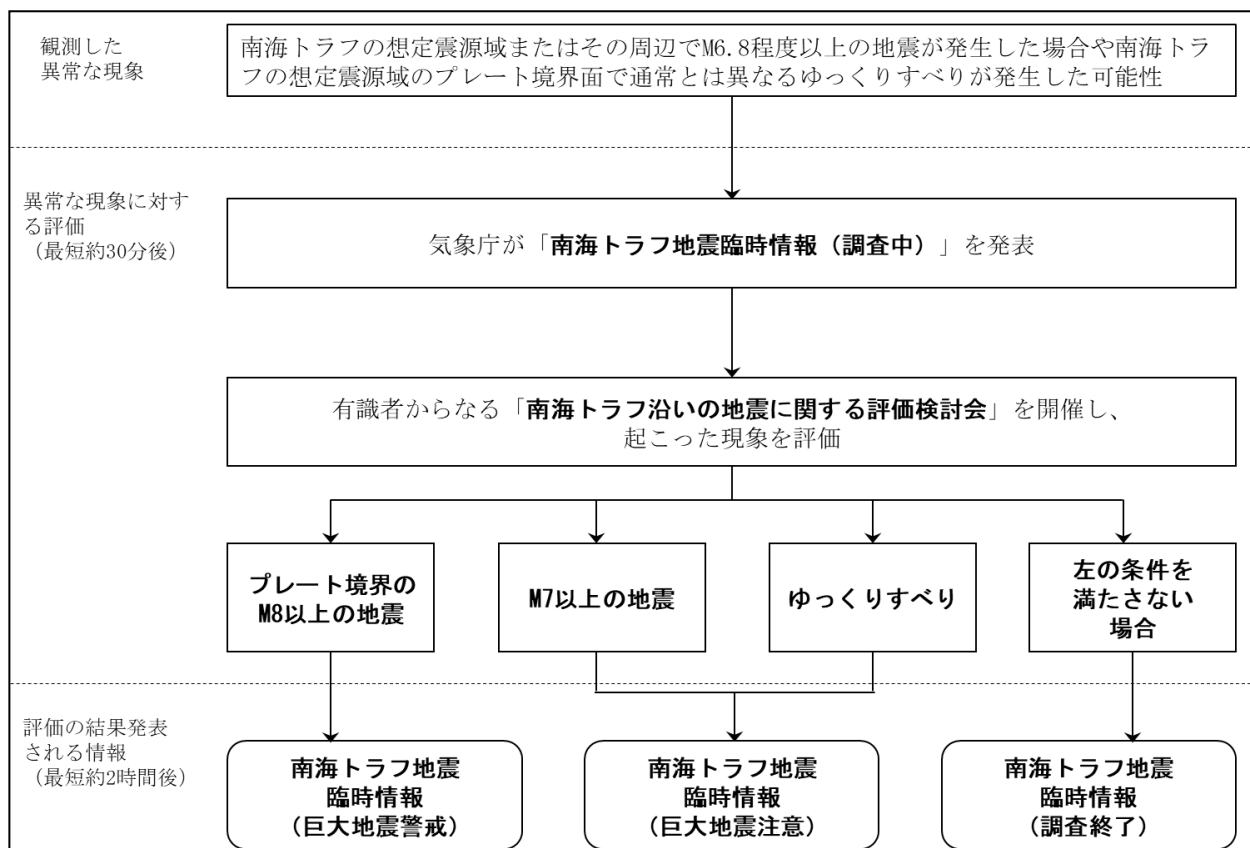 観測した
異常な現象
南海トラフの想定震源域またはその周辺でM6.8程度以上の地震が発生した場合や南海トラ
フの想定震源域のプレート境界面で通常とは異なるゆっくりすべりが発生した可能性
異常な現象に対す
る評価
（最短約30分後）
気象庁が「南海トラフ地震臨時情報（調査中）」を発表
有識者からなる「南海トラフ沿いの地震に関する評価検討会」を開催し、
起こった現象を評価
プレート境界の
M8以上の地震
M7以上の地震
ゆっくりすべり
左の条件を
満たさない
場合
評価の結果発表
される情報
（最短約2時間後）
南海トラフ地震
臨時情報
（巨大地震警戒）
南海トラフ地震
臨時情報
（巨大地震注意）
南海トラフ地震
臨時情報
（調査終了）